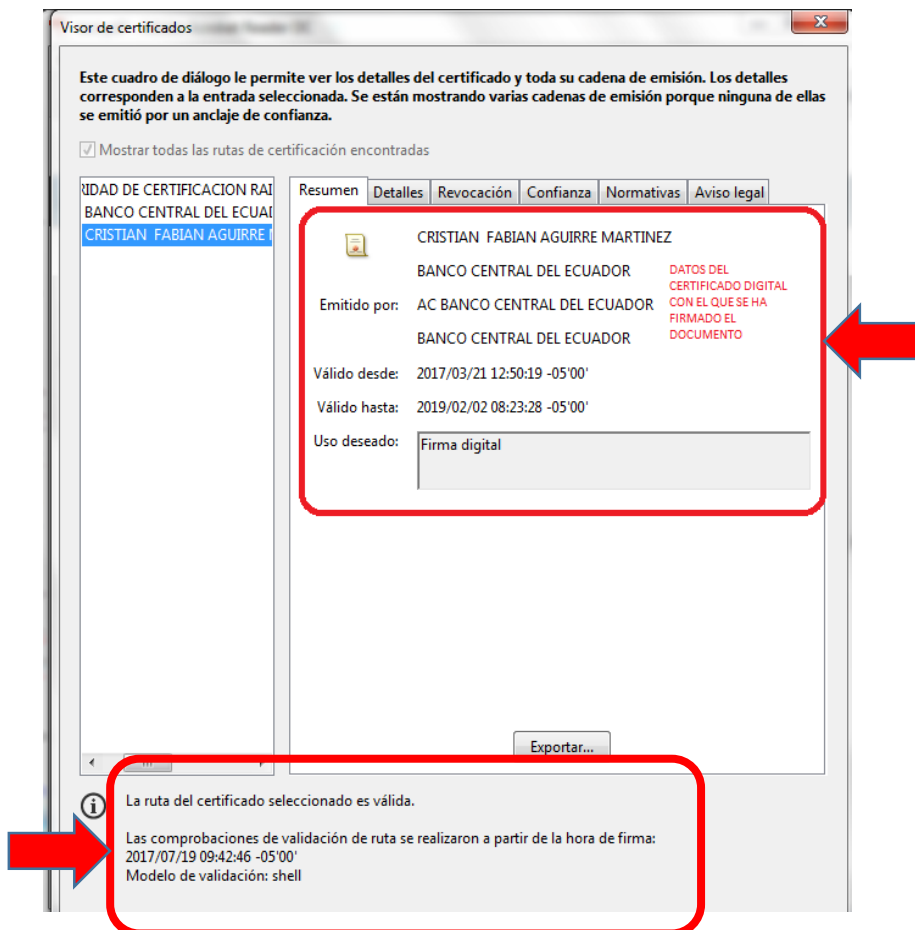 Visor de certificados
Este cuadro de diálogo le permite ver los detalles del certificado y toda su cadena de emisión. Los detalles
corresponden a la entrada seleccionada. Se están mostrando varias cadenas de emisión porque ninguna de ellas
se emitió por un anclaje de confianza.
Mostrar todas las rutas de certificación encontradas
IDAD DE CERTIFICACION RAI
BANCO CENTRAL DEL ECUAI
CRISTIAN FABIAN AGUIRRE
Resumen Detalles Revocación Confianza Normativas Aviso legal
CRISTIAN FABIAN AGUIRRE MARTINEZ
BANCO CENTRAL DEL ECUADOR
Emitido por: AC BANCO CENTRAL DEL ECUADOR
BANCO CENTRAL DEL ECUADOR
DATOS DEL
CERTIFICADO DIGITAL
CON EL QUE SE HA
FIRMADO EL
DOCUMENTO
Válido desde: 2017/03/21 12:50:19 -05'00'
Válido hasta: 2019/02/02 08:23:28 -05'00'
Uso deseado: Firma digital
Exportar...
La ruta del certificado seleccionado es válida.
Las comprobaciones de validación de ruta se realizaron a partir de la hora de firma:
2017/07/19 09:42:46 -05'00'
Modelo de validación: shell